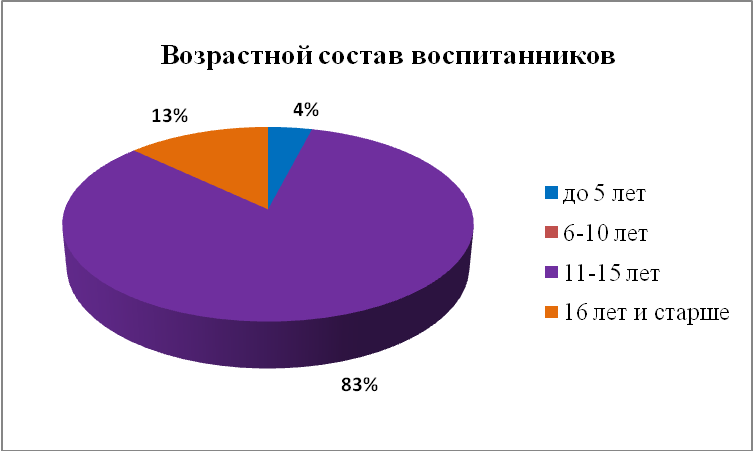 Возрастной состав воспитанников
13%
4%
до 5 лет
6-10 лет
11-15 лет
16 лет и старше
83%